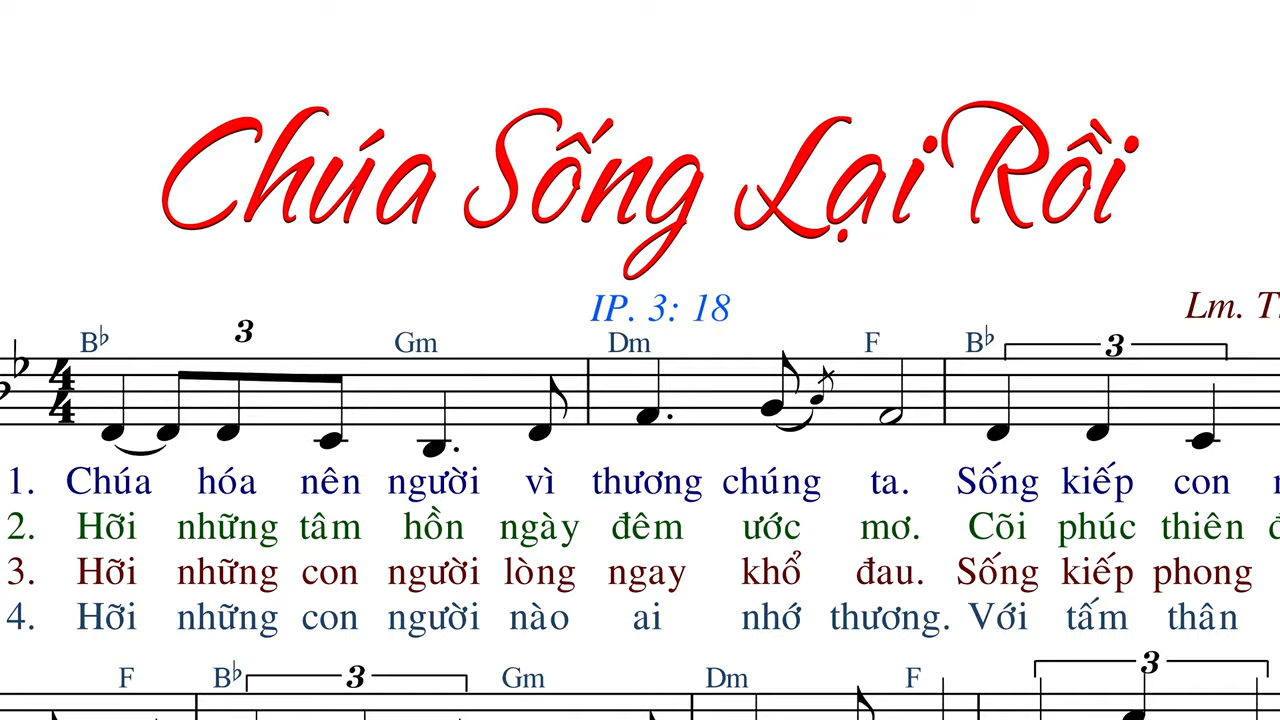 Chúa Sống Lại Rồi
IP. 3: 18
Lm.
B♭ 3 Gm Dm F B♭ 3
4/4
1. Chúa hóa nên người vì thương chúng ta. Sống kiếp con
2. Hỡi những tâm hồn ngày đêm ước mơ. Cõi phúc thiên
3. Hỡi những con người lòng ngay khổ đau. Sống kiếp phong
4. Hỡi những con người nào ai nhớ thương. Với tấm thân
F B♭ 3 Gm Dm F 3